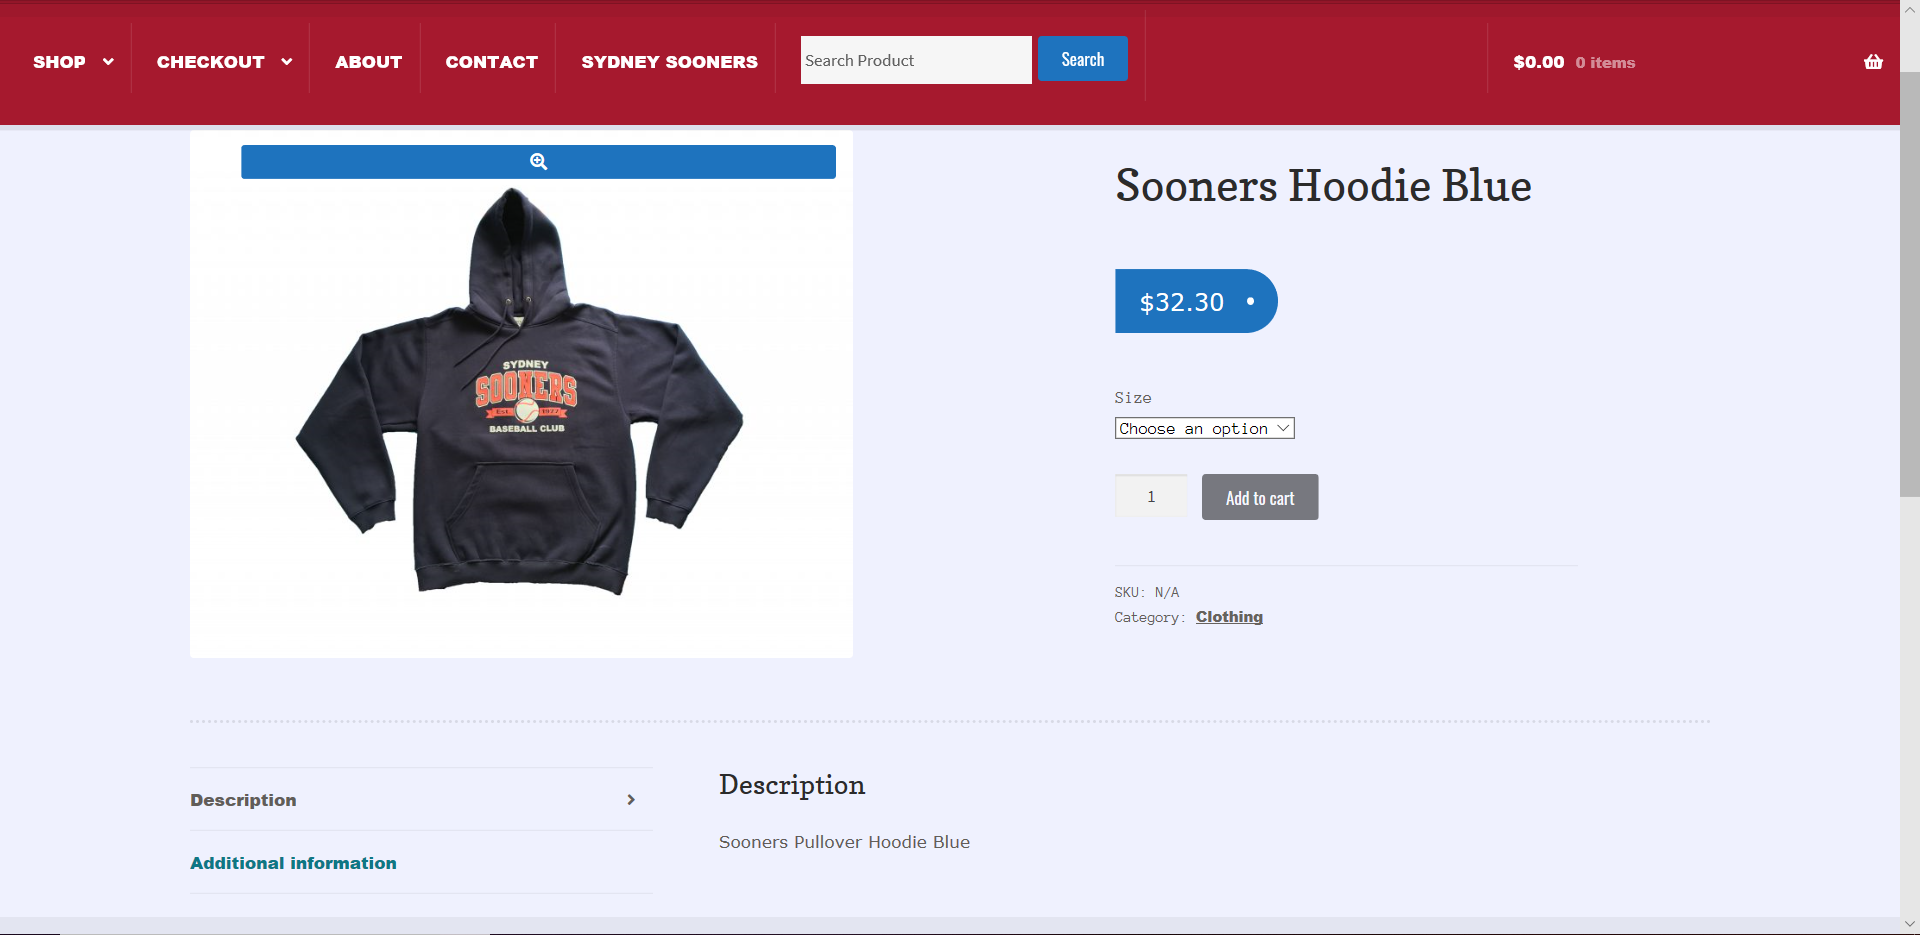 SHOP
CHECKOUT
ABOUT
CONTACT
SYDNEY SOONERS
Search Product
Search
$0.00 0 items
Sooners Hoodie Blue
$32.30
SYDNEY
SOONERS
Est. 1977
BASEBALL CLUB
Size
Choose an option
1
Add to cart
SKU: N/A
Category: Clothing
Description
Additional information
Description
Sooners Pullover Hoodie Blue